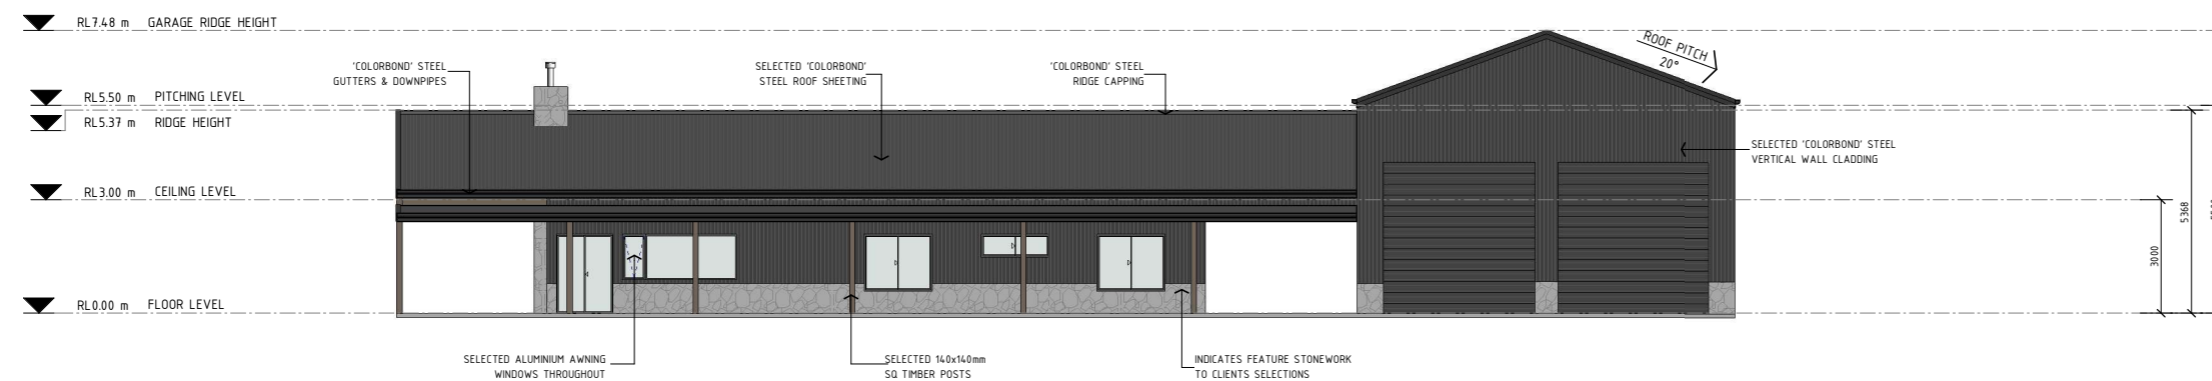 RL7.48 m GARAGE RIDGE HEIGHT
ROOF PITCH
20°
'COLORBOND' STEEL
GUTTERS & DOWNPIPES
SELECTED 'COLORBOND'
STEEL ROOF SHEETING
'COLORBOND' STEEL
RIDGE CAPPING
RL5.50 m PITCHING LEVEL
RL5.37 m RIDGE HEIGHT
SELECTED 'COLORBOND' STEEL
VERTICAL WALL CLADDING
RL3.00 m CEILING LEVEL
5368
3000
RL0.00 m FLOOR LEVEL
SELECTED ALUMINIUM AWNING
WINDOWS THROUGHOUT
SELECTED 140x140mm
SQ TIMBER POSTS
INDICATES FEATURE STONEWORK
TO CLIENTS SELECTIONS